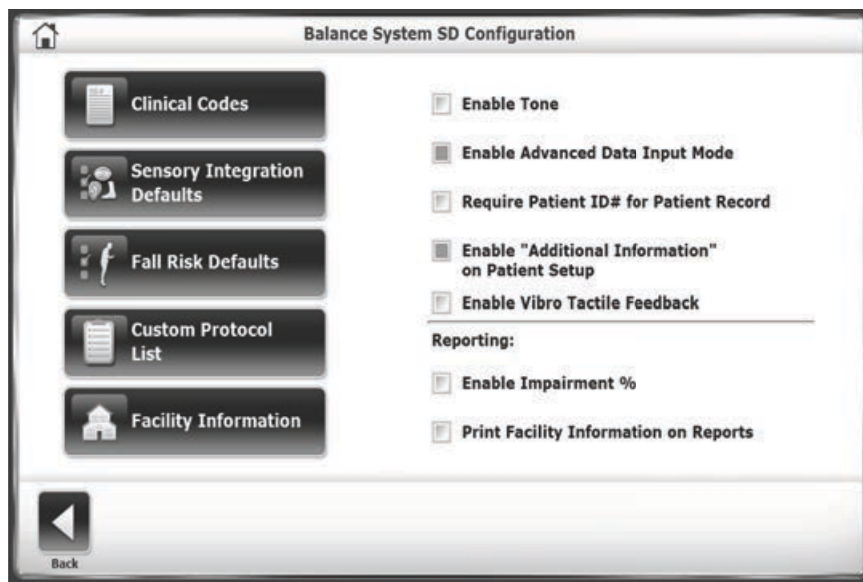 Balance System SD Configuration
Clinical Codes
Sensory Integration
Defaults
Fall Risk Defaults
Custom Protocol
List
Facility Information
Enable Tone
Enable Advanced Data Input Mode
Require Patient ID# for Patient Record
Enable "Additional Information"
on Patient Setup
Enable Vibro Tactile Feedback
Reporting:
Enable Impairment %
Print Facility Information on Reports
Back